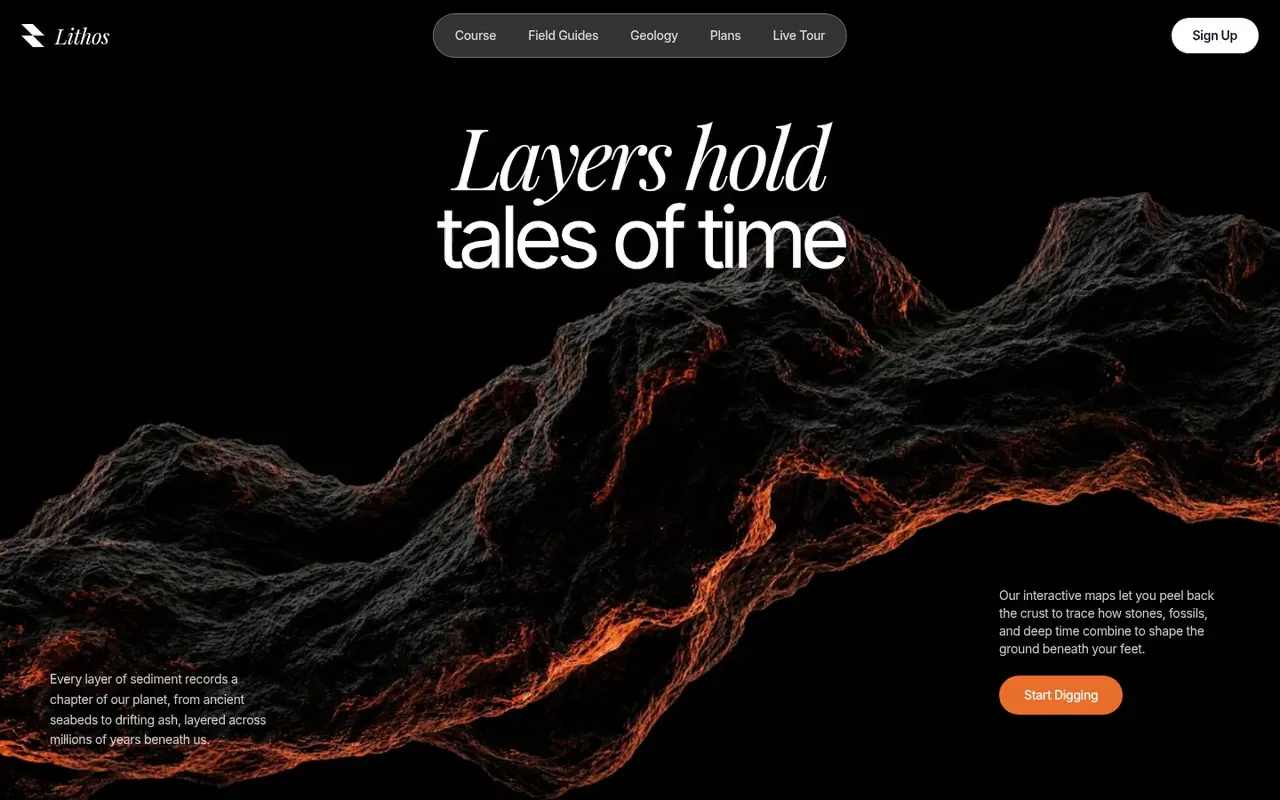 Lithos
Course
Field Guides
Geology
Plans
Live Tour
Sign Up
Layers hold
tales of time
Our interactive maps let you peel back
the crust to trace how stones, fossils,
and deep time combine to shape the
ground beneath your feet.
Start Digging
Every layer of sediment records a
chapter of our planet, from ancient
seabeds to drifting ash, layered across
millions of years beneath us.